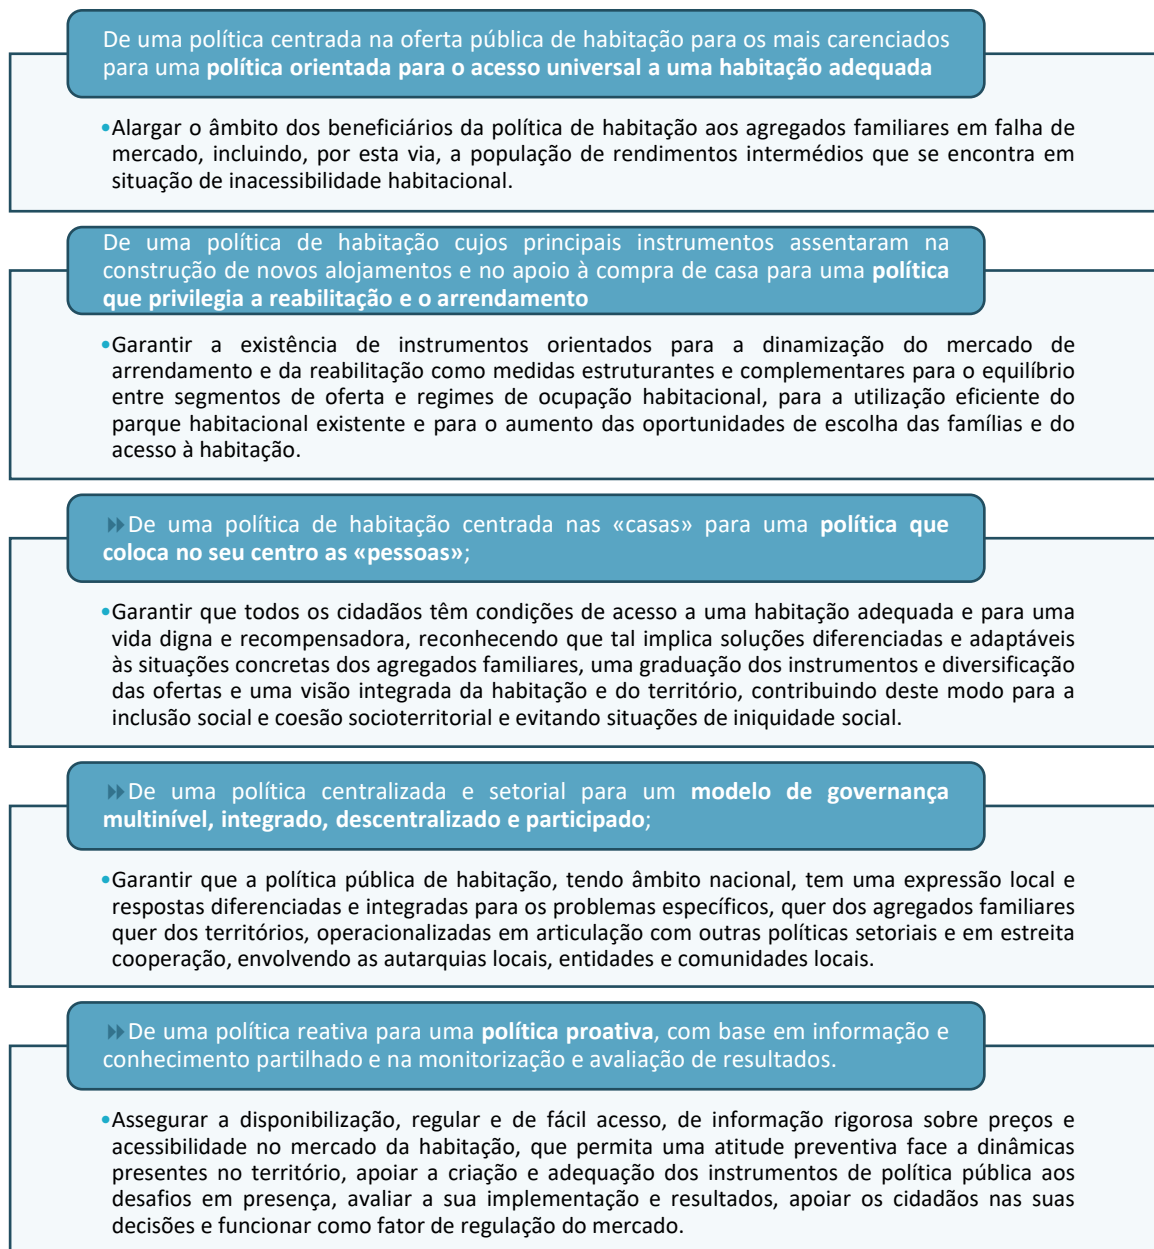 De uma política centrada na oferta pública de habitação para os mais carenciados
para uma política orientada para o acesso universal a uma habitação adequada
•Alargar o âmbito dos beneficiários da política de habitação aos agregados familiares em falha de
mercado, incluindo, por esta via, a população de rendimentos intermédios que se encontra em
situação de inacessibilidade habitacional.
De uma política de habitação cujos principais instrumentos assentaram na
construção de novos alojamentos e no apoio à compra de casa para uma política
que privilegia a reabilitação e o arrendamento
•Garantir a existência de instrumentos orientados para a dinamização do mercado de
arrendamento e da reabilitação como medidas estruturantes e complementares para o equilíbrio
entre segmentos de oferta e regimes de ocupação habitacional, para a utilização eficiente do
parque habitacional existente e para o aumento das oportunidades de escolha das famílias e do
acesso à habitação.
De uma política de habitação centrada nas «casas» para uma política que
coloca no seu centro as «pessoas»;
•Garantir que todos os cidadãos têm condições de acesso a uma habitação adequada e para uma
vida digna e recompensadora, reconhecendo que tal implica soluções diferenciadas e adaptáveis
às situações concretas dos agregados familiares, uma graduação dos instrumentos e diversificação
das ofertas e uma visão integrada da habitação e do território, contribuindo deste modo para a
inclusão social e coesão socioterritorial e evitando situações de iniquidade social.
De uma política centralizada e setorial para um modelo de governança
multinível, integrado, descentralizado e participado;
•Garantir que a política pública de habitação, tendo âmbito nacional, tem uma expressão local e
respostas diferenciadas e integradas para os problemas específicos, quer dos agregados familiares
quer dos territórios, operacionalizadas em articulação com outras políticas setoriais e em estreita
cooperação, envolvendo as autarquias locais, entidades e comunidades locais.
De uma política reativa para uma política proativa, com base em informação e
conhecimento partilhado e na monitorização e avaliação de resultados.
•Assegurar a disponibilização, regular e de fácil acesso, de informação rigorosa sobre preços e
acessibilidade no mercado da habitação, que permita uma atitude preventiva face a dinâmicas
presentes no território, apoiar a criação e adequação dos instrumentos de política pública aos
desafios em presença, avaliar a sua implementação e resultados, apoiar os cidadãos nas suas
decisões e funcionar como fator de regulação do mercado.